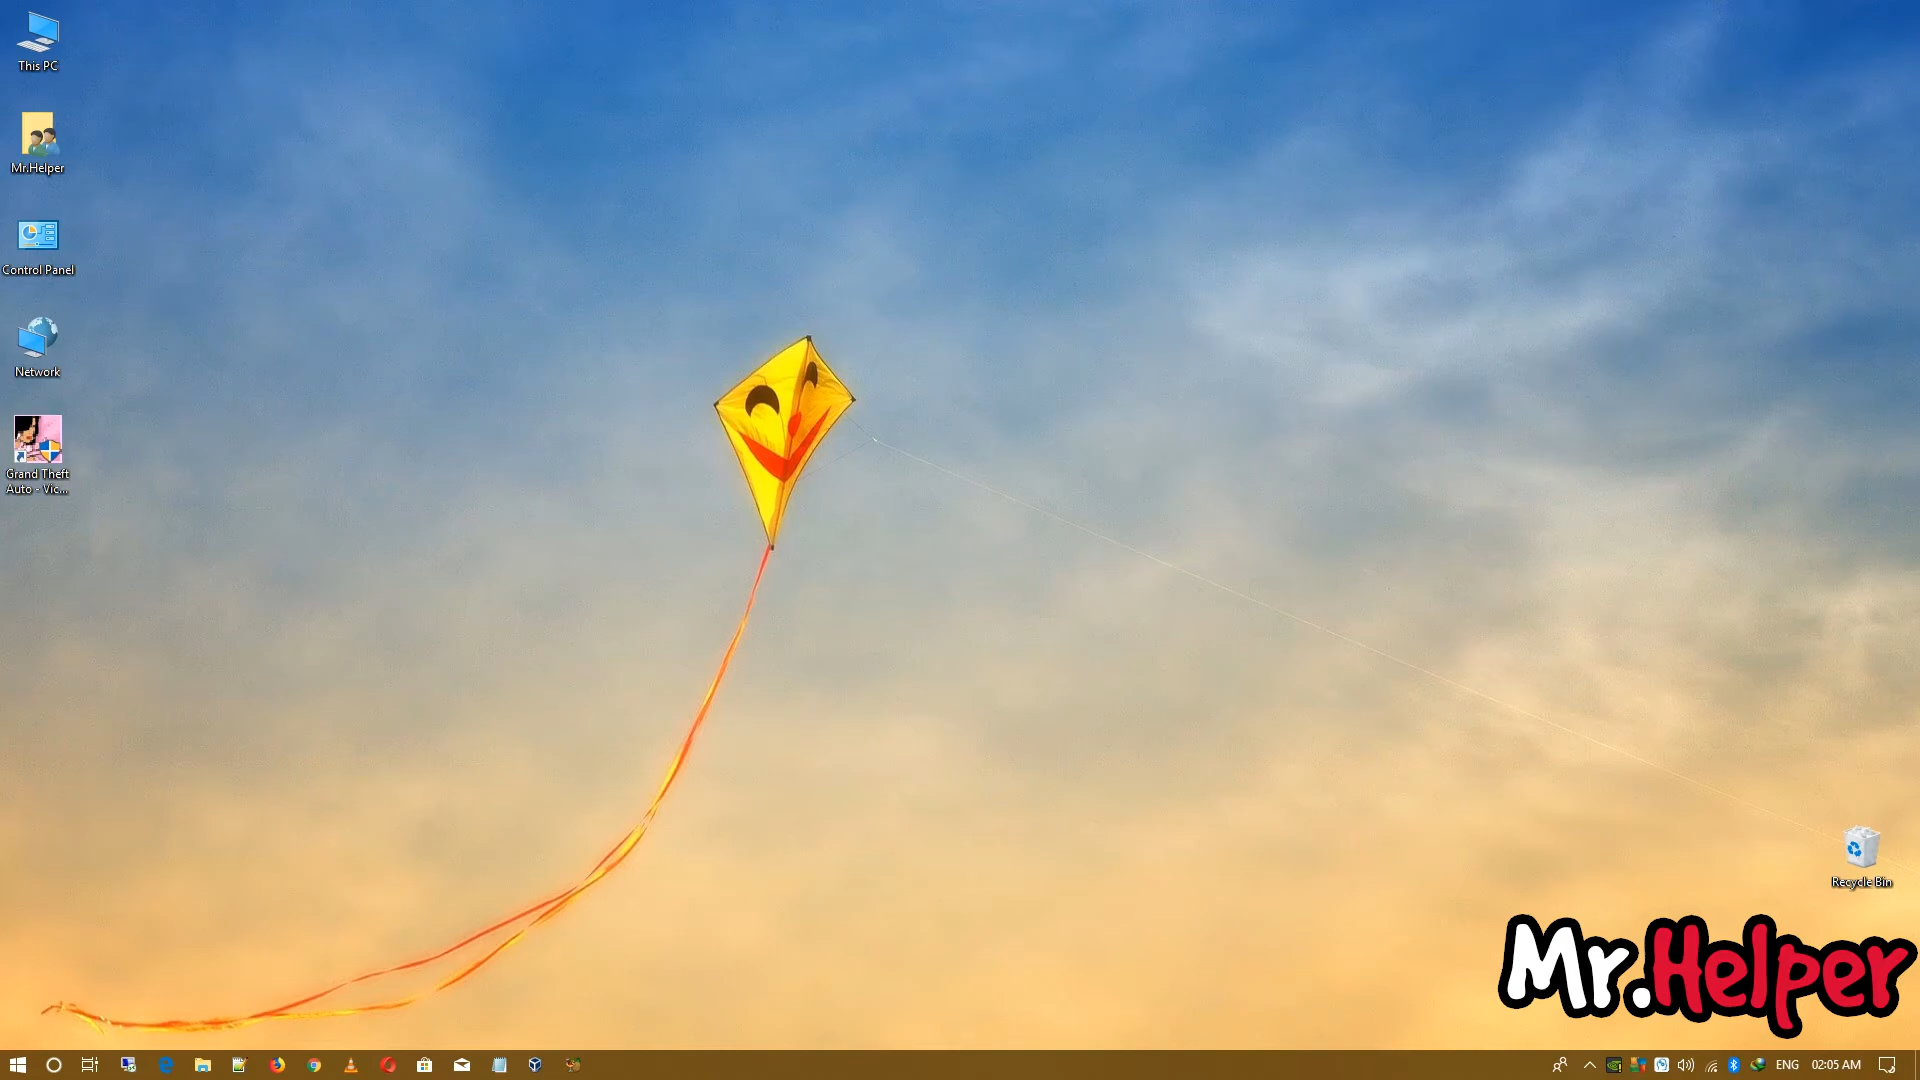 This PC
Mr.Helper
Control Panel
Network
Grand Theft
Auto - Vic...
Recycle Bin
Mr.Helper
ENG
02:05 AM